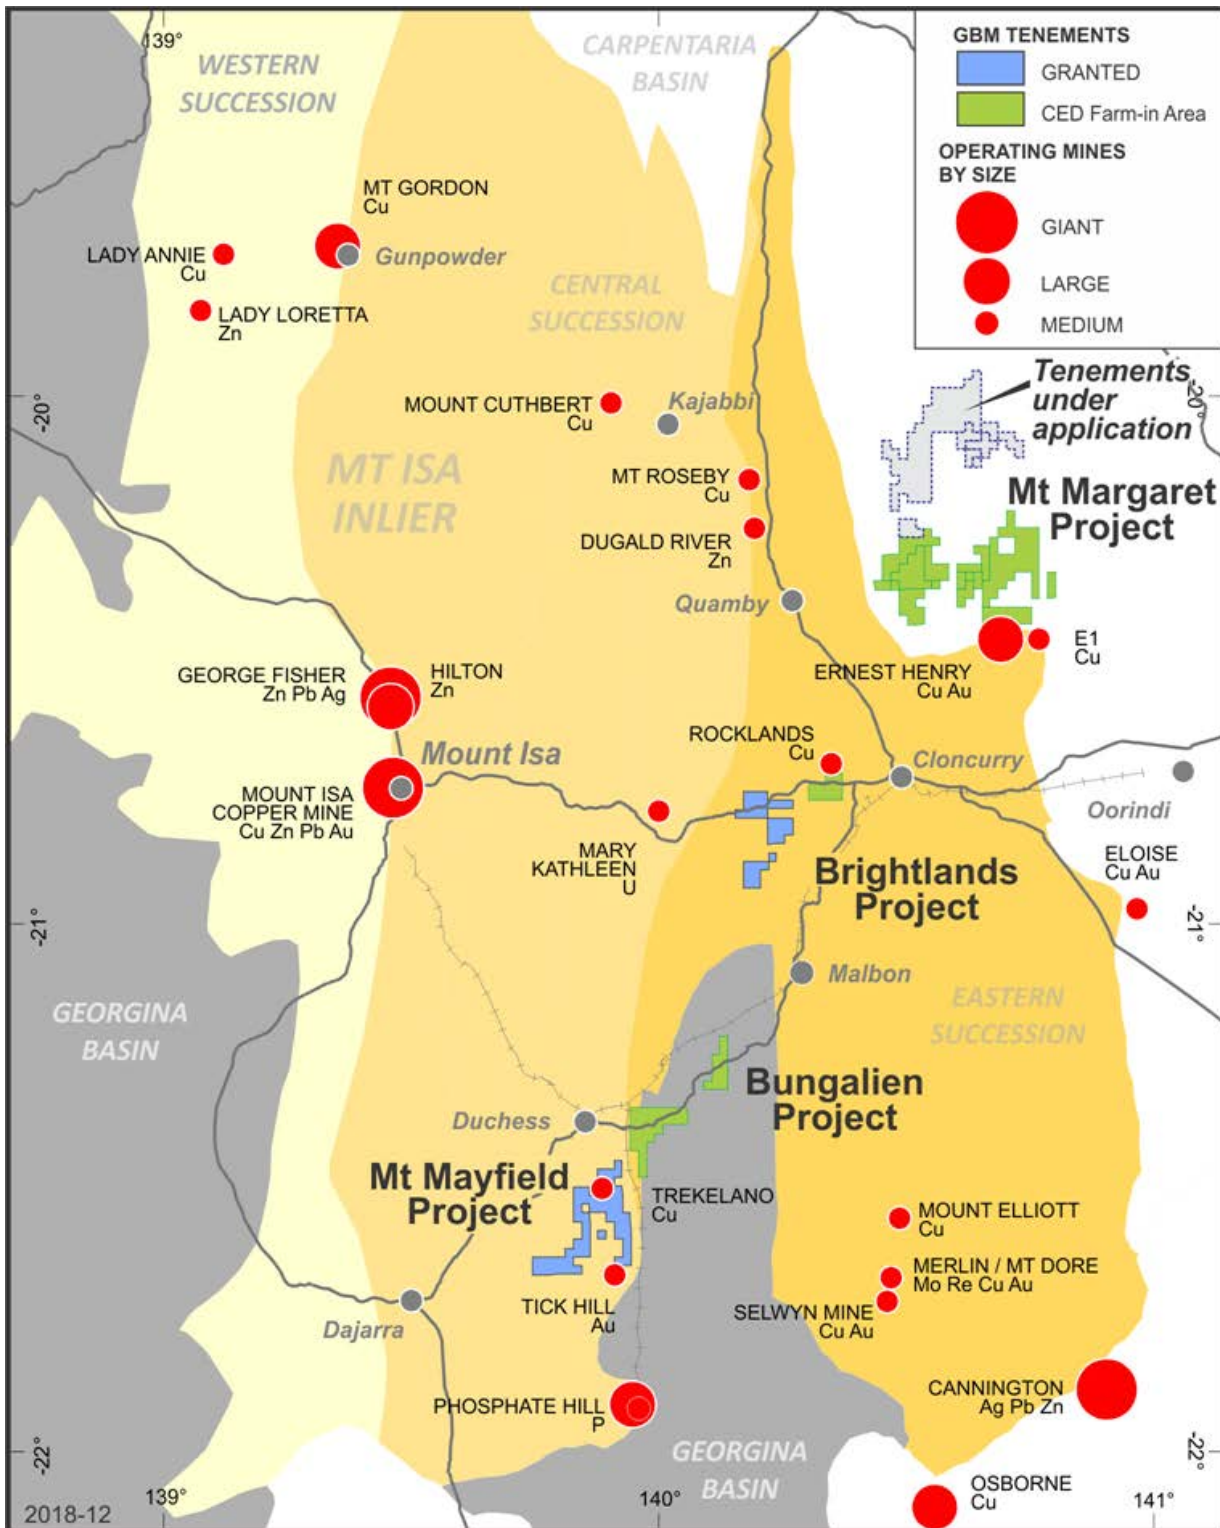 139°
WESTERN
SUCCESSION
CARPENTARIA
BASIN
GBM TENEMENTS
GRANTED
CED Farm-in Area
OPERATING MINES
BY SIZE
GIANT
LARGE
MEDIUM
MT GORDON
Cu
Gunpowder
LADY ANNIE
Cu
LADY LORETTA
Zn
CENTRAL
SUCCESSION
-20°
-20°
Tenements
under
application
MOUNT CUTHBERT
Cu
Kajabbi
MT ISA
INLIER
MT ROSEBY
Cu
DUGALD RIVER
Zn
Mt Margaret
Project
Quamby
GEORGE FISHER
Zn Pb Ag
HILTON
Zn
ERNEST HENRY
Cu Au
E1
Cu
ROCKLANDS
Cu
Mount Isa
Cloncurry
MOUNT ISA
COPPER MINE
Cu Zn Pb Au
Oorindi
MARY
KATHLEEN
U
Brightlands
Project
ELOISE
Cu Au
-21°
-21°
Malbon
GEORGINA
BASIN
EASTERN
SUCCESSION
Bungalien
Project
Duchess
Mt Mayfield
Project
TREKELANO
Cu
MOUNT ELLIOTT
Cu
MERLIN / MT DORE
Mo Re Cu Au
SELWYN MINE
Cu Au
TICK HILL
Au
Dajarra
CANNINGTON
Ag Pb Zn
PHOSPHATE HILL
P
-22°
-22°
GEORGINA
BASIN
OSBORNE
Cu
139°
140°
141°
2018-12